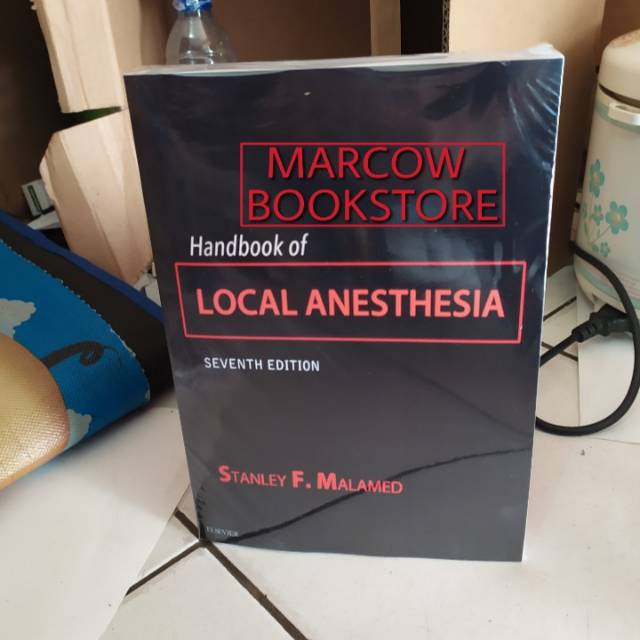 MARCOW
BOOKSTORE
Handbook of
LOCAL ANESTHESIA
SEVENTH EDITION
STANLEY F. MALAMED
ELSEVIER